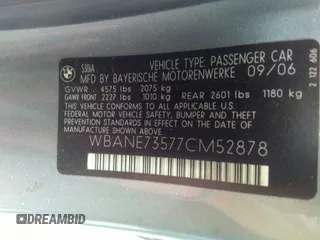 BMW
530iA
VEHICLE TYPE: PASSENGER CAR
MFD BY BAYERISCHE MOTORENWERKE 09/06
GVWR 4575 lbs 2075 kg
GAWR FRONT 2227 lbs 1010 kg REAR 2601 lbs 1180 kg
THIS VEHICLE CONFORMS TO ALL APPLICABLE
FEDERAL MOTOR VEHICLE SAFETY, BUMPER AND THEFT
PREVENTION STANDARDS IN EFFECT ON THE DATE OF
MANUFACTURE SHOWN ABOVE.
WBANE73577CM52878
2 122 606
DREAMBID